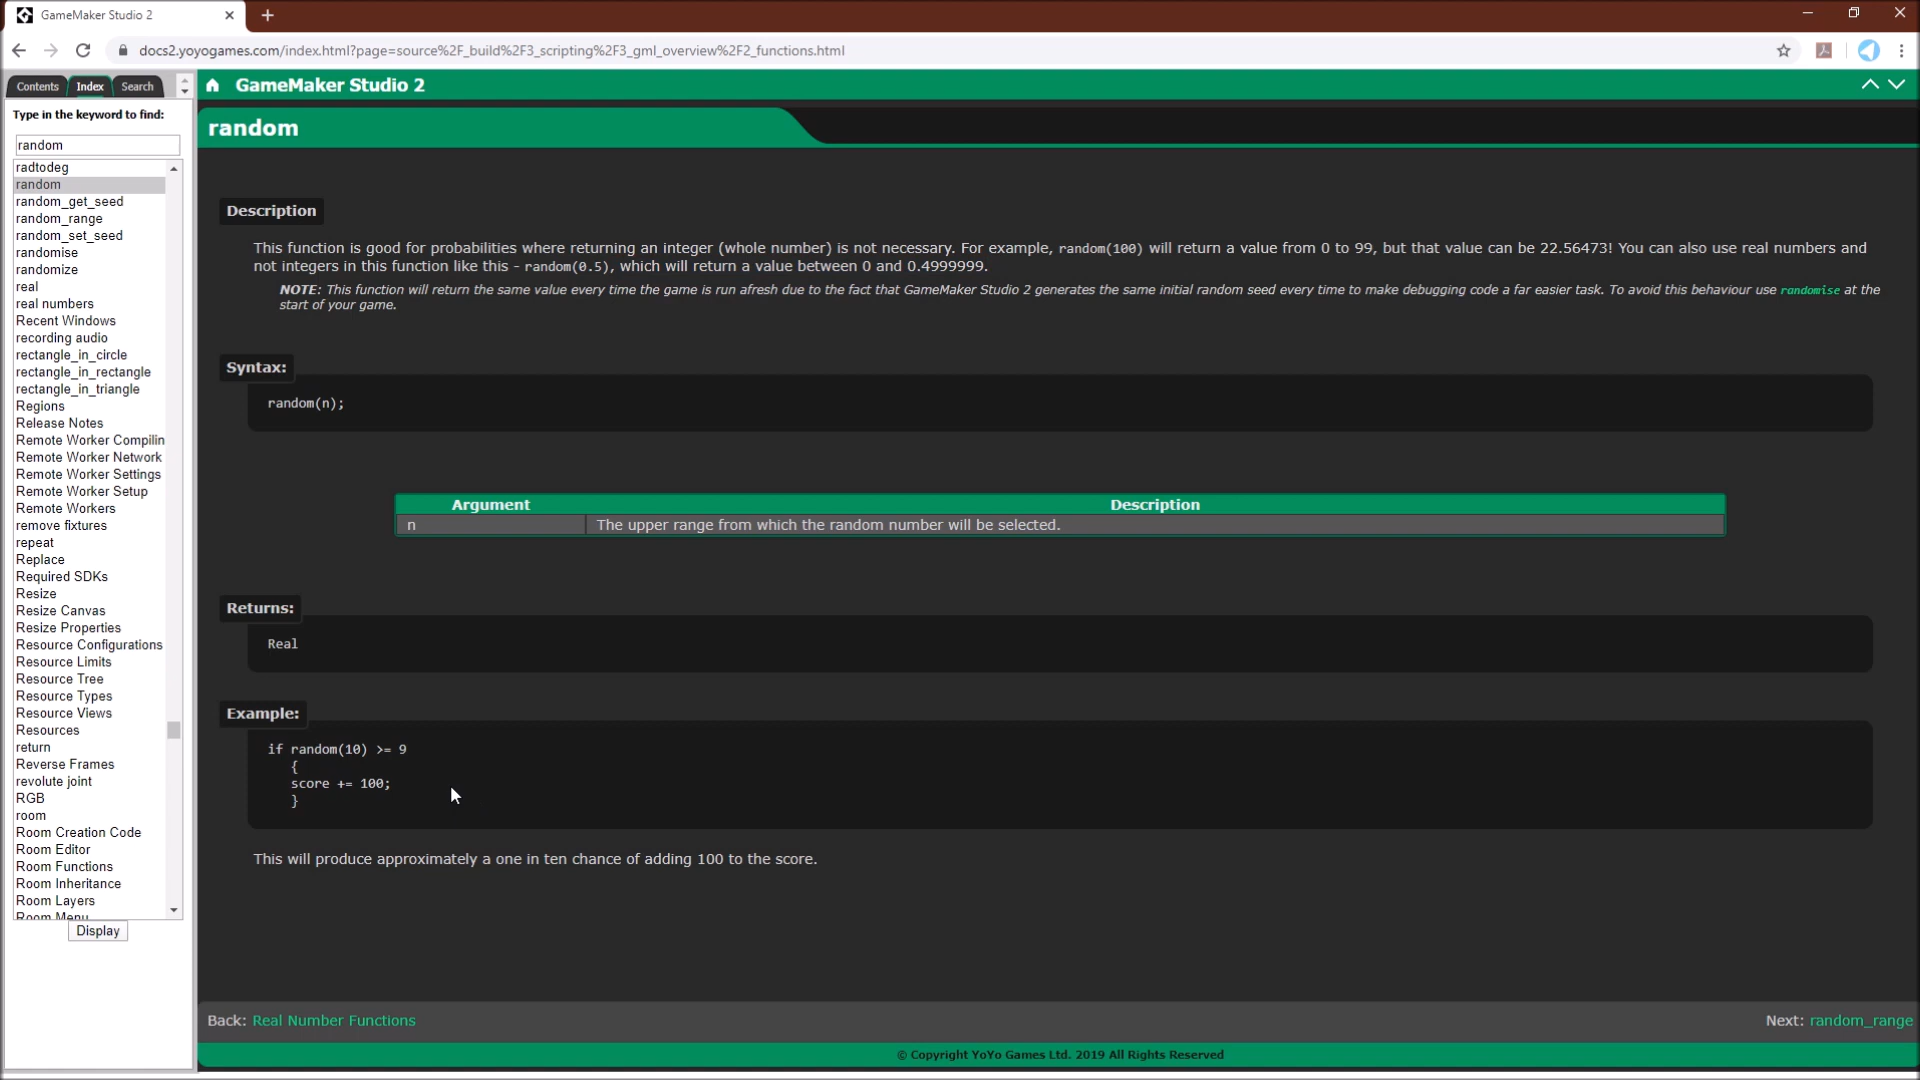 GameMaker Studio 2
docs2.yoyogames.com/index.html?page=source%2F_build%2F3_scripting%2F3_gml_overview%2F2_functions.html
Contents
Index
Search
GameMaker Studio 2
Type in the keyword to find:
random
radtodeg
random
random_get_seed
random_range
random_set_seed
randomise
randomize
real
real numbers
Recent Windows
recording audio
rectangle_in_circle
rectangle_in_rectangle
rectangle_in_triangle
Regions
Release Notes
Remote Worker Compilin
Remote Worker Network
Remote Worker Settings
Remote Worker Setup
Remote Workers
remove fixtures
repeat
Replace
Required SDKs
Resize
Resize Canvas
Resize Properties
Resource Configurations
Resource Limits
Resource Tree
Resource Types
Resource Views
Resources
return
Reverse Frames
revolute joint
RGB
room
Room Creation Code
Room Editor
Room Functions
Room Inheritance
Room Layers
Room Menu
Display
random
Description
This function is good for probabilities where returning an integer (whole number) is not necessary. For example, random(100) will return a value from 0 to 99, but that value can be 22.56473! You can also use real numbers and
not integers in this function like this - random(0.5), which will return a value between 0 and 0.4999999.
NOTE: This function will return the same value every time the game is run afresh due to the fact that GameMaker Studio 2 generates the same initial random seed every time to make debugging code a far easier task. To avoid this behaviour use randomise at the
start of your game.
Syntax:
random(n);
Argument Description
n The upper range from which the random number will be selected.
Returns:
Real
Example:
if random(10) >= 9
{
score += 100;
}
This will produce approximately a one in ten chance of adding 100 to the score.
Back: Real Number Functions
Next: random_range
© Copyright YoYo Games Ltd. 2019 All Rights Reserved